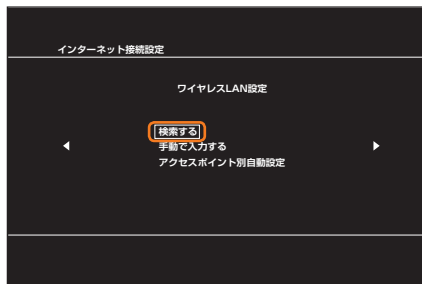 インターネット接続設定
ワイヤレスLAN設定
検索する
手動で入力する
アクセスポイント別自動設定